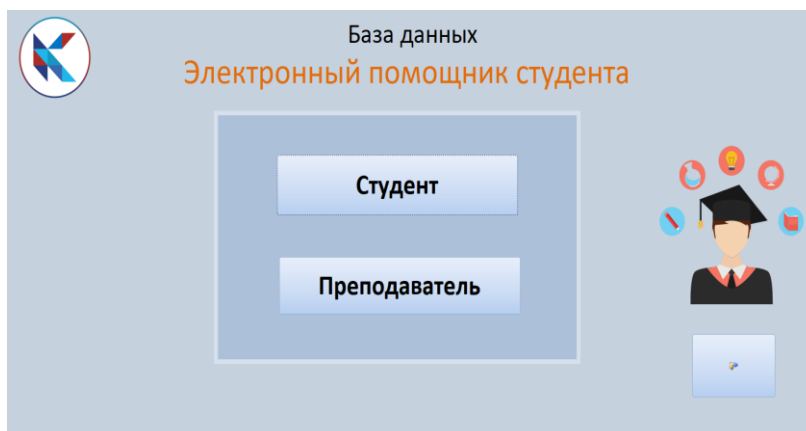 База данных
Электронный помощник студента
Студент
Преподаватель